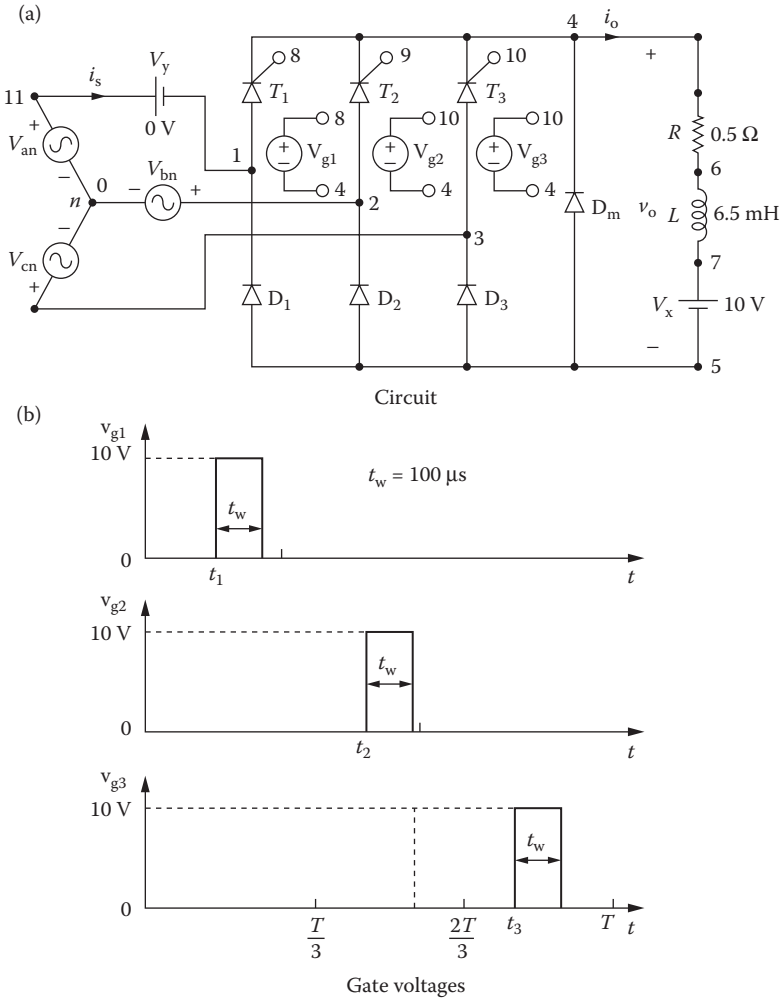 (a)
4
i_o
8
9
10
+
i_s
V_y
T_1
T_2
T_3
11
8
10
10
R
0.5 Ω
+
0 V
V_an
+
−
V_g1
+
−
V_g2
+
−
V_g3
1
6
−
0
V_bn
4
4
4
D_m
v_o
L
6.5 mH
n
−
+
2
−
3
7
V_cn
+
D_1
D_2
D_3
V_x
10 V
−
5
Circuit
(b)
v_g1
10 V
t_w = 100 μs
t_w
0
t_1
t
v_g2
10 V
t_w
0
t_2
t
v_g3
10 V
t_w
0
T/3
2T/3
t_3
T
t
Gate voltages